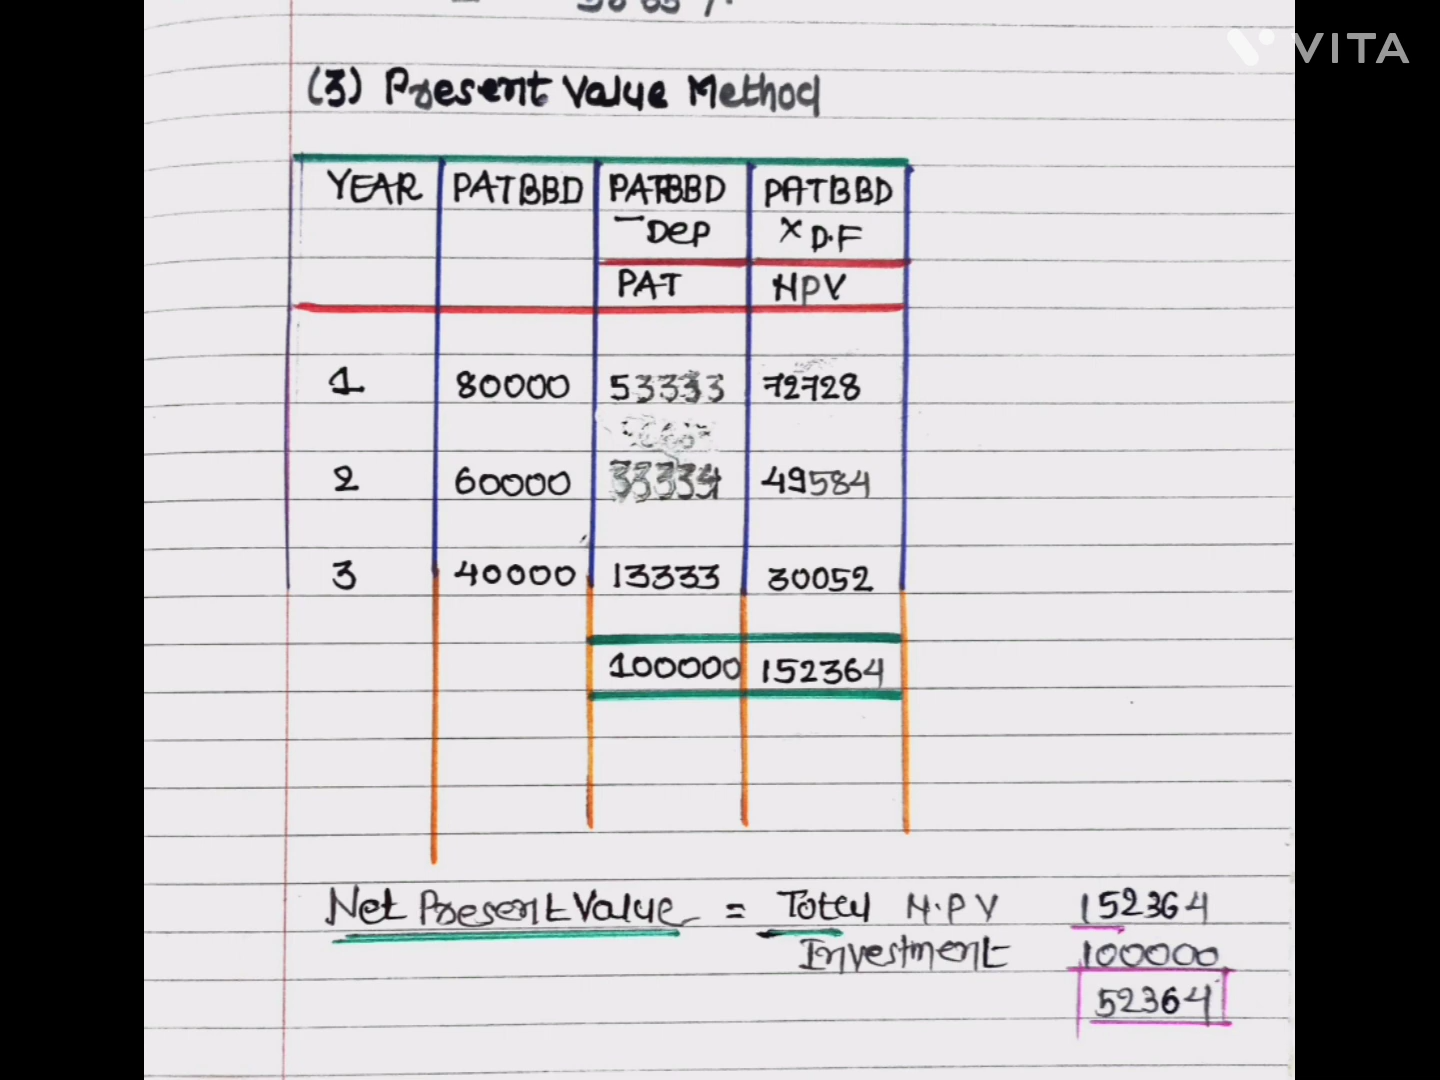 VITA
(3) Present Value Method
YEAR PATBBD PATBBD PATBBD
- Dep × D.F
PAT NPV
1 80000 53333 72728
2 60000 33334 49584
3 40000 13333 30052
100000 152364
Net Present Value = Total N.P.V 152364
Investment 100000
52364